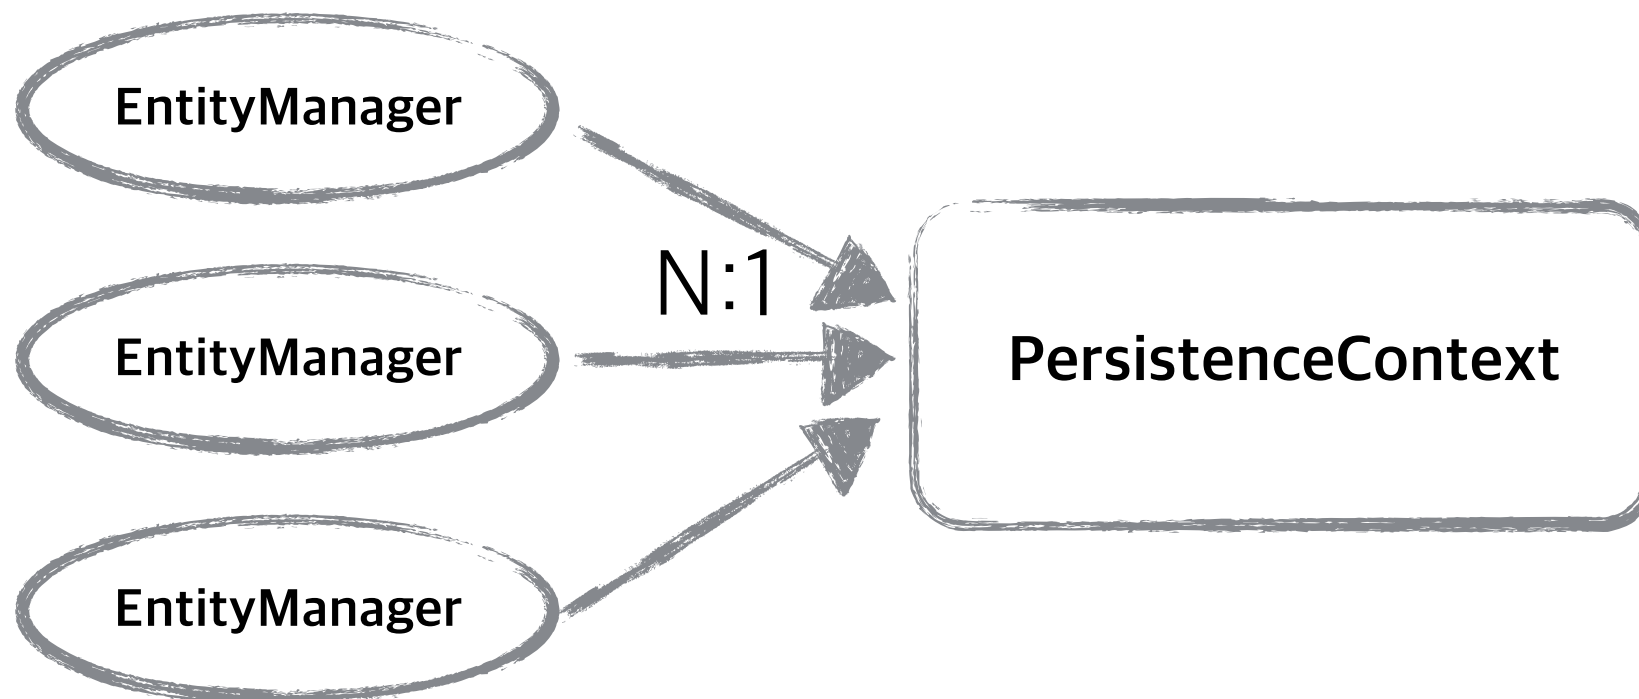 EntityManager
N:1
EntityManager
PersistenceContext
EntityManager